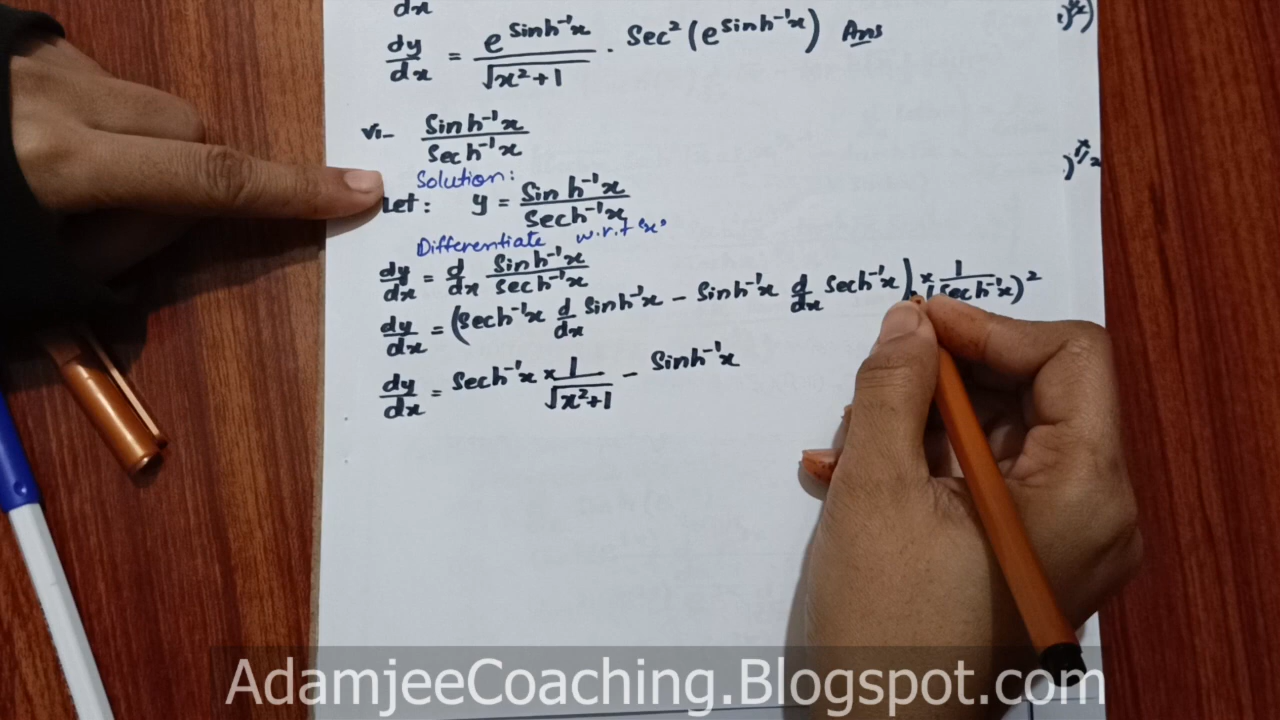 dx
dy/dx = e^Sinh⁻¹x / √x²+1 . Sec² (e^Sinh⁻¹x) Ans
vi- Sinh⁻¹x / Sech⁻¹x
Solution:
Let: y = Sinh⁻¹x / Sech⁻¹x
Differentiate w.r.t 'x'
dy/dx = d/dx Sinh⁻¹x / sech⁻¹x
dy/dx = (Sech⁻¹x d/dx Sinh⁻¹x – Sinh⁻¹x d/dx Sech⁻¹x) × 1/(Sech⁻¹x)²
dy/dx = Sech⁻¹x × 1/√x²+1 – Sinh⁻¹x
AdamjeeCoaching.Blogspot.com